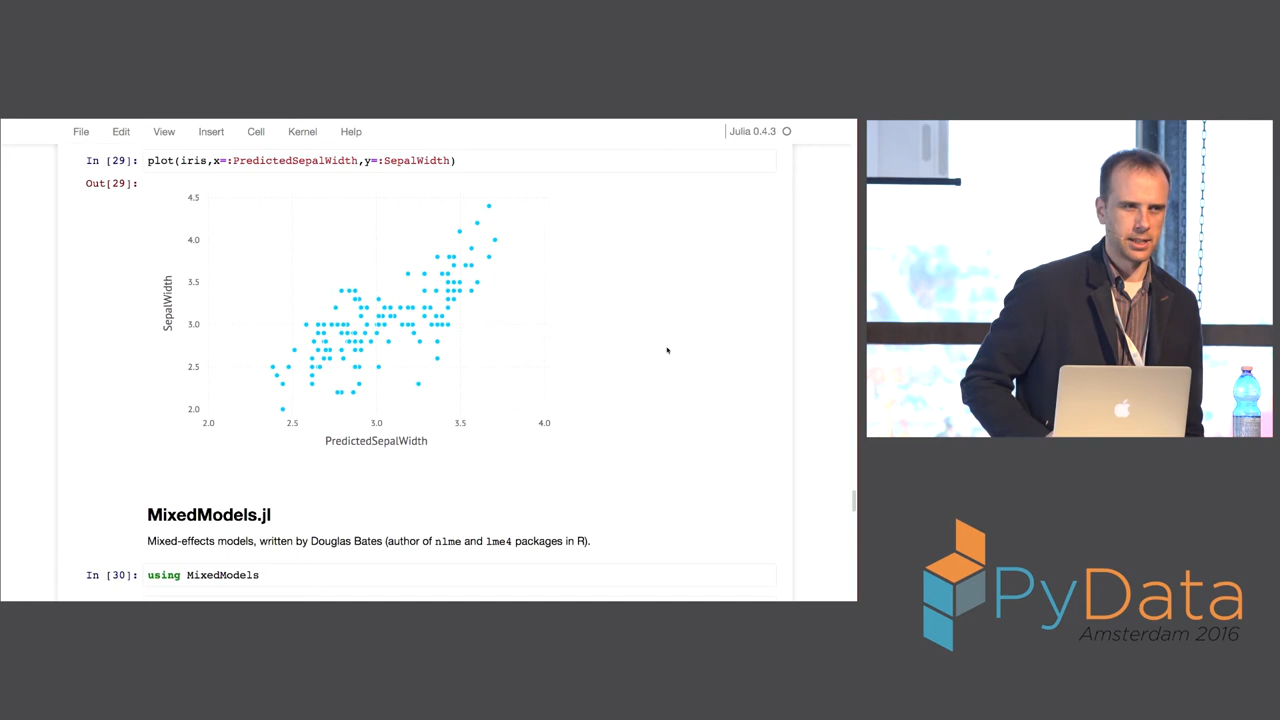 File Edit View Insert Cell Kernel Help
Julia 0.4.3
In [29]: plot(iris,x=:PredictedSepalWidth,y=:SepalWidth)
Out[29]:
4.5
4.0
3.5
3.0
2.5
2.0
SepalWidth
2.0 2.5 3.0 3.5 4.0
PredictedSepalWidth
MixedModels.jl
Mixed-effects models, written by Douglas Bates (author of nlme and lme4 packages in R).
In [30]: using MixedModels
PyData
Amsterdam 2016